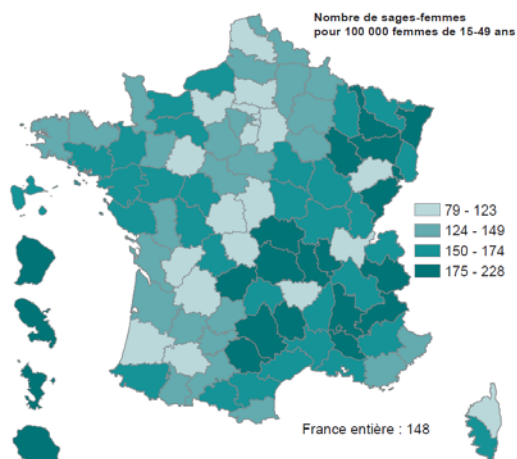 Nombre de sages-femmes
pour 100 000 femmes de 15-49 ans
79 - 123
124 - 149
150 - 174
175 - 228
France entière : 148